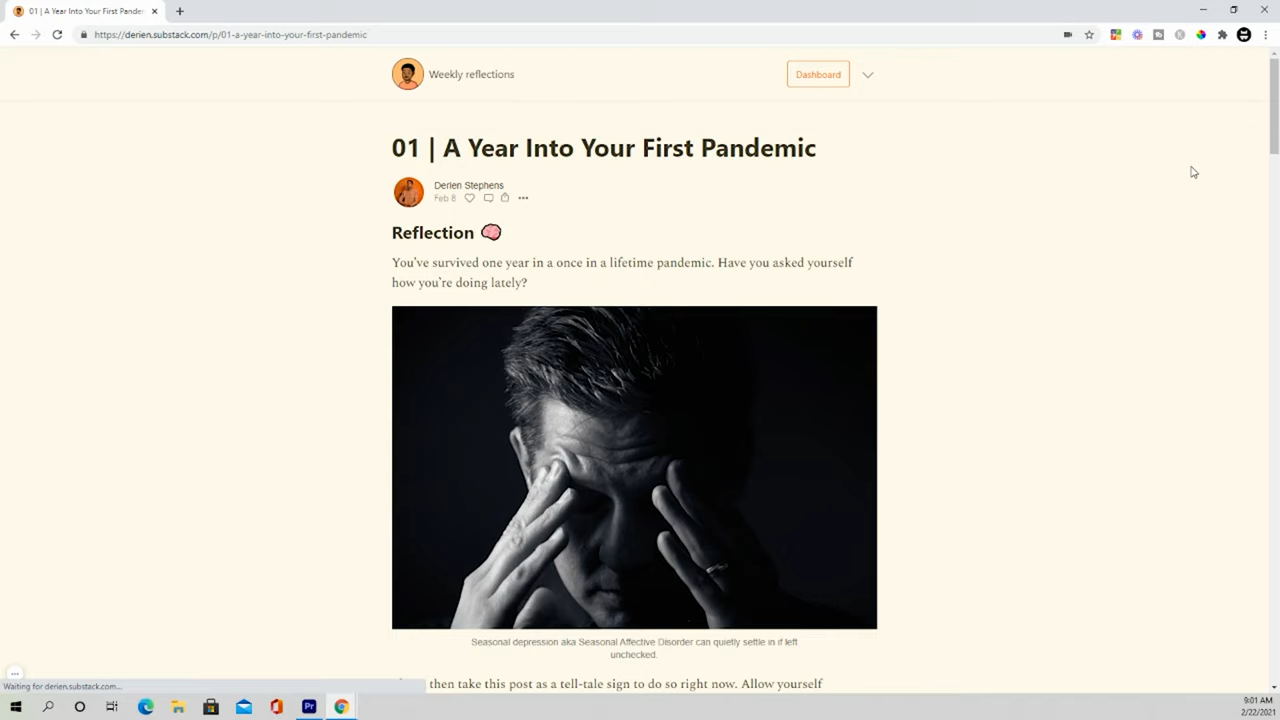 01 | A Year Into Your First Pandem
https://derien.substack.com/p/01-a-year-into-your-first-pandemic
Weekly reflections
Dashboard
01 | A Year Into Your First Pandemic
Derien Stephens
Feb 8
Reflection
You've survived one year in a once in a lifetime pandemic. Have you asked yourself
how you're doing lately?
Seasonal depression aka Seasonal Affective Disorder can quietly settle in if left
unchecked.
then take this post as a tell-tale sign to do so right now. Allow yourself
Waiting for derien.substack.com...
Pr
9:01 AM
2/22/2021